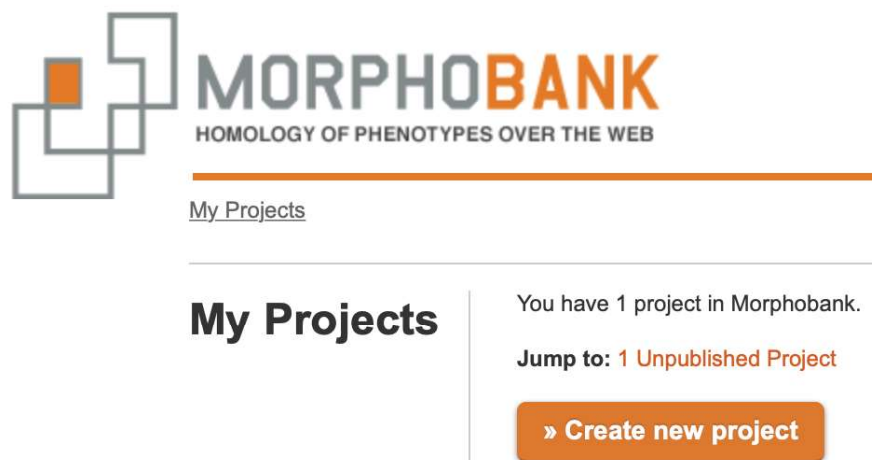 MORPHOBANK
HOMOLOGY OF PHENOTYPES OVER THE WEB
My Projects
My Projects
You have 1 project in Morphobank.
Jump to: 1 Unpublished Project
» Create new project